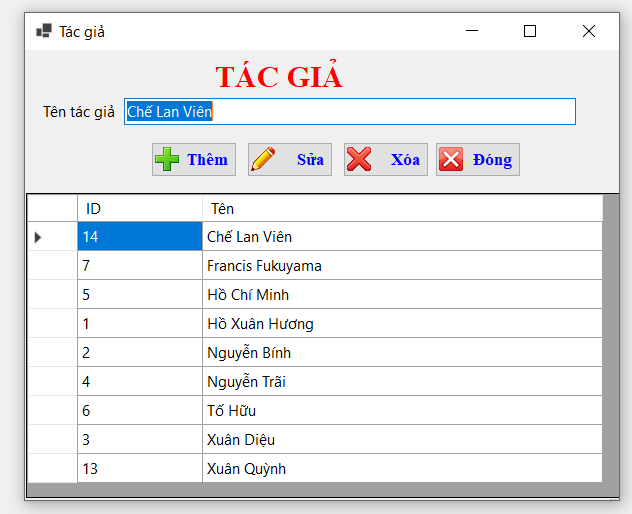 Tác giả
TÁC GIẢ
Tên tác giả Chế Lan Viên
Thêm Sửa Xóa Đóng
ID Tên
14 Chế Lan Viên
7 Francis Fukuyama
5 Hồ Chí Minh
1 Hồ Xuân Hương
2 Nguyễn Bính
4 Nguyễn Trãi
6 Tố Hữu
3 Xuân Diệu
13 Xuân Quỳnh